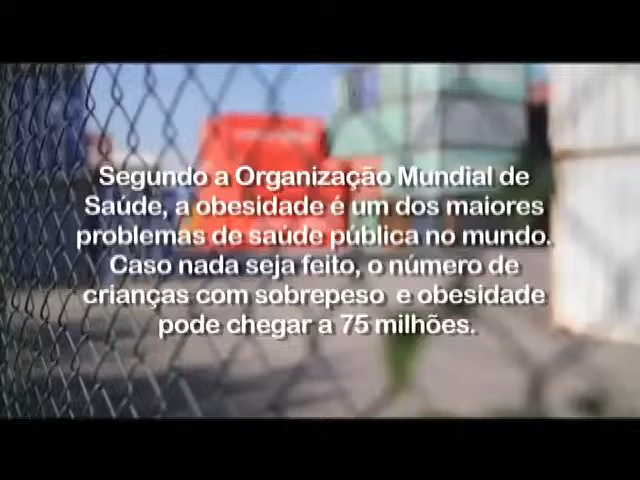 Segundo a Organização Mundial de
Saúde, a obesidade é um dos maiores
problemas de saúde pública no mundo.
Caso nada seja feito, o número de
crianças com sobrepeso e obesidade
pode chegar a 75 milhões.